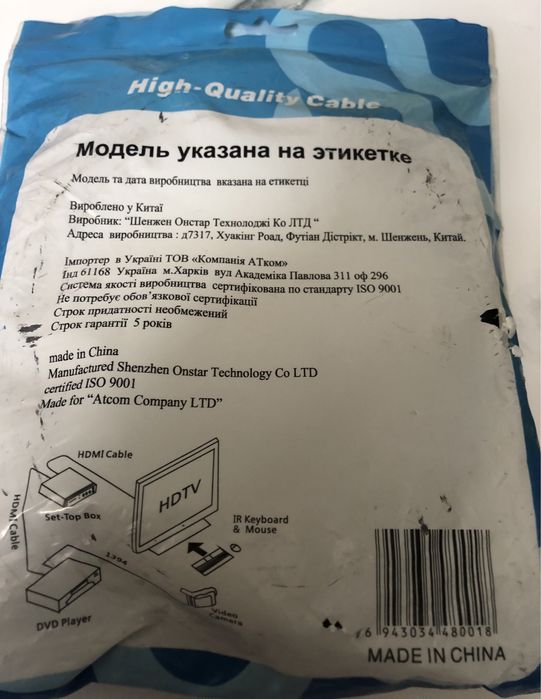 High-Quality Cable
Модель указана на этикетке
Модель та дата виробництва вказана на етикетці
Вироблено у Китаї
Виробник: "Шенжен Онстар Технолоджі Ко ЛТД "
Адреса виробництва : д7317, Хуакінг Роад, Футіан Дістрікт, м. Шенжень, Китай.
Імпортер в Україні ТОВ «Компанія АТком»
Інд 61168 Україна м.Харків вул Академіка Павлова 311 оф 296
Система якості виробництва сертифікована по стандарту ISO 9001
Не потребує обов'язкової сертифікації
Строк придатності необмежений
Строк гарантії 5 років
made in China
Manufactured Shenzhen Onstar Technology Co LTD
certified ISO 9001
Made for "Atcom Company LTD"
HDMI Cable
HDTV
Set-Top Box
IR Keyboard
& Mouse
HDMI Cable
1394
DVD Player
Video
Camera
6 943034 480018
MADE IN CHINA